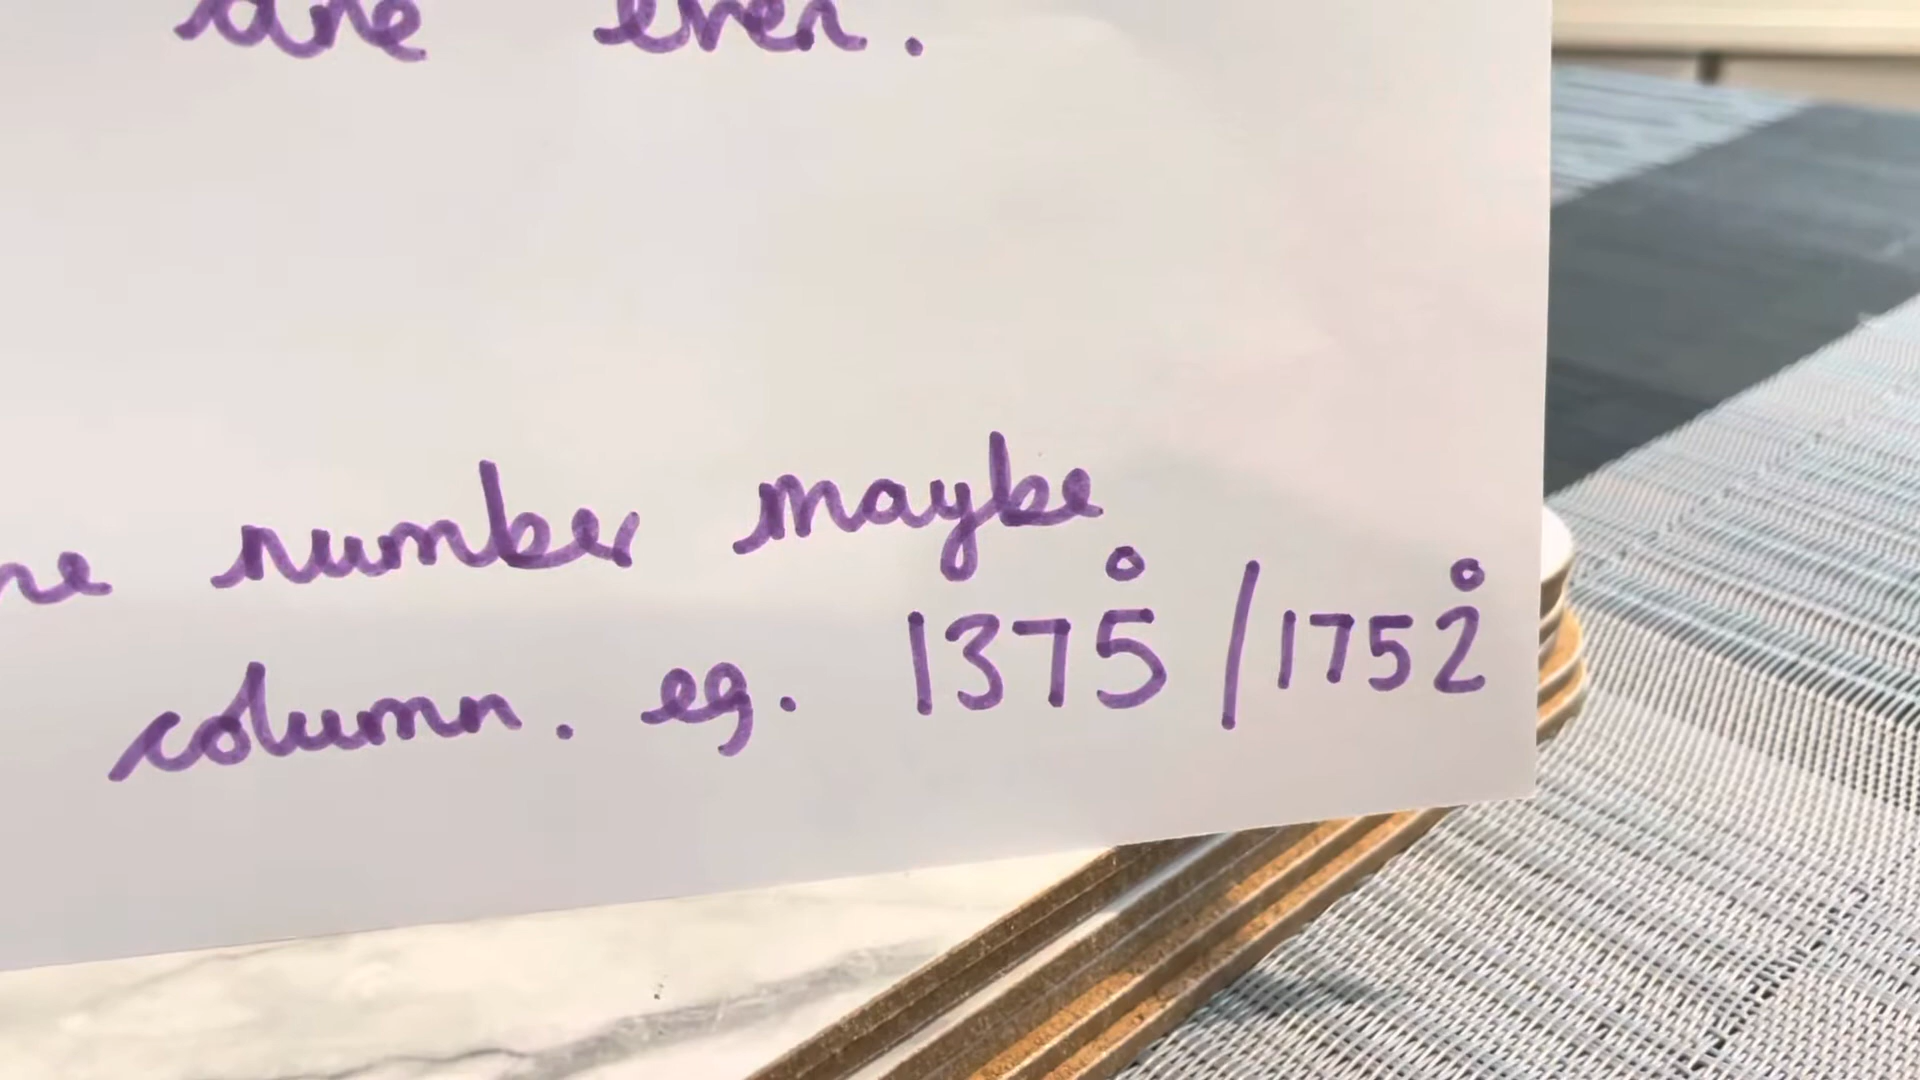 are even.
number maybe
column. eg. 1375 / 1752